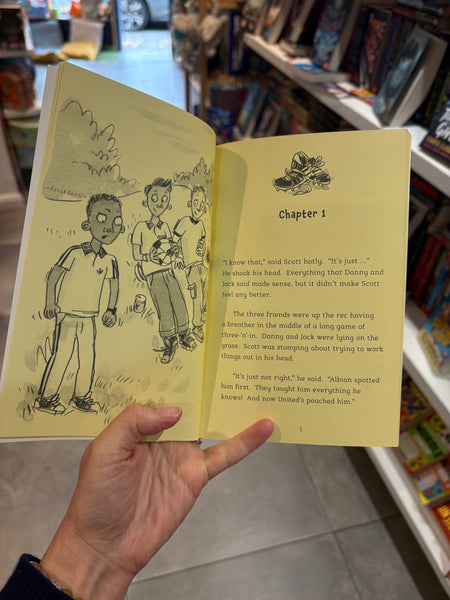 Chapter 1
"I know that," said Scott hotly. "It's just ..."
He shook his head. Everything that Danny and
Jack said made sense, but it didn't make Scott
feel any better.
The three friends were up the rec having
a breather in the middle of a long game of
three-'n'-in. Danny and Jack were lying on the
grass. Scott was stomping about trying to work
things out in his head.
"It's just not right," he said. "Albion spotted
him first. They taught him everything he
knows! And now United's poached him."
1